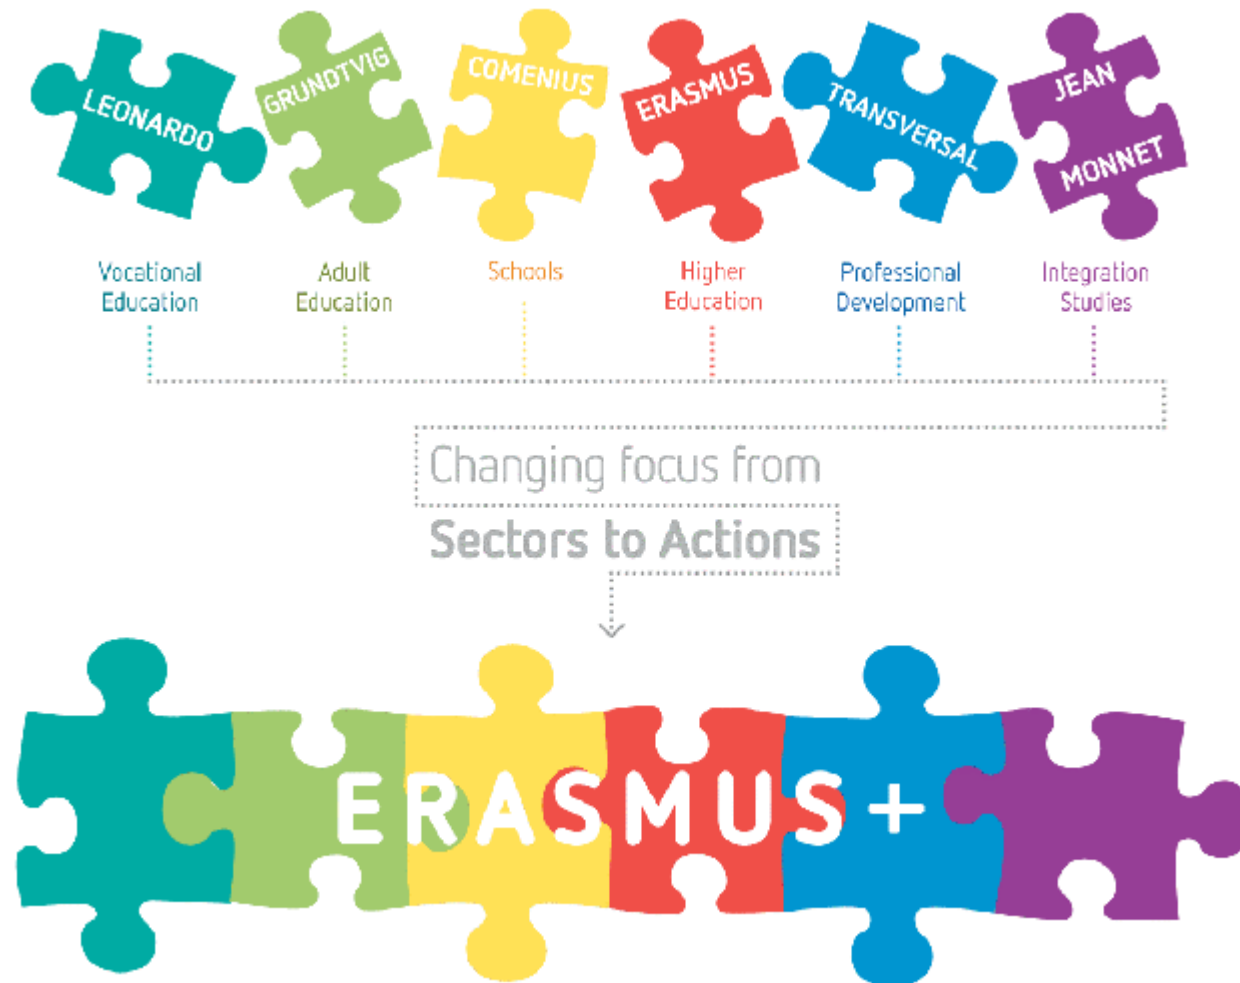 LEONARDO
GRUNDTVIG
COMENIUS
ERASMUS
TRANSVERSAL
JEAN
MONNET
Vocational
Education
Adult
Education
Schools
Higher
Education
Professional
Development
Integration
Studies
Changing focus from
Sectors to Actions
ERASMUS+